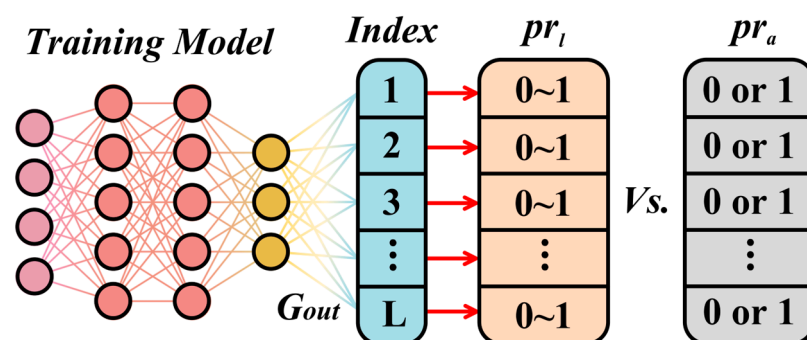 Training Model
Index
pr_l
pr_a
1
0~1
0 or 1
2
0~1
0 or 1
3
0~1
Vs.
0 or 1
⋮
⋮
⋮
Gout
L
0~1
0 or 1